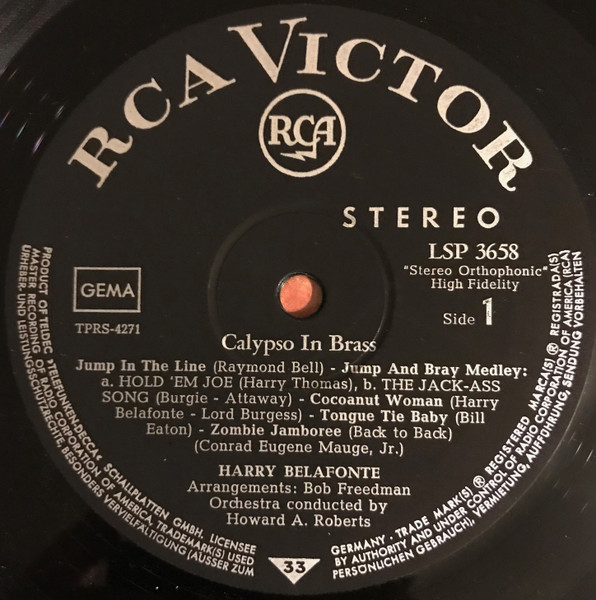 RCA VICTOR
RCA
STEREO
LSP 3658
"Stereo Orthophonic"
High Fidelity
GEMA
TPRS-4271
Side 1
Calypso In Brass
Jump In The Line (Raymond Bell) - Jump And Bray Medley:
a. HOLD 'EM JOE (Harry Thomas), b. THE JACK-ASS
SONG (Burgie - Attaway) - Cocoanut Woman (Harry
Belafonte - Lord Burgess) - Tongue Tie Baby (Bill
Eaton) - Zombie Jamboree (Back to Back)
(Conrad Eugene Mauge, Jr.)
HARRY BELAFONTE
Arrangements: Bob Freedman
Orchestra conducted by
Howard A. Roberts
33
PRODUCT OF TELDEC »TELEFUNKEN-DECCA« SCHALLPLATTEN GMBH. LICENSEE
MASTER RECORDING OF RADIO CORPORATION OF AMERICA, TRADEMARK(S) USED
URHEBER- UND LEISTUNGSSCHUTZRECHTE, BESONDERS VERVIELFÄLTIGUNG (AUSSER ZUM
GERMANY · TRADE MARK(S) ® REGISTERED MARCA(S) ® REGISTRADA(S)
BY AUTHORITY AND UNDER CONTROL OF RADIO CORPORATION OF AMERICA (RCA)
PERSÖNLICHEN GEBRAUCH), VERMIETUNG, AUFFÜHRUNG, SENDUNG VORBEHALTEN